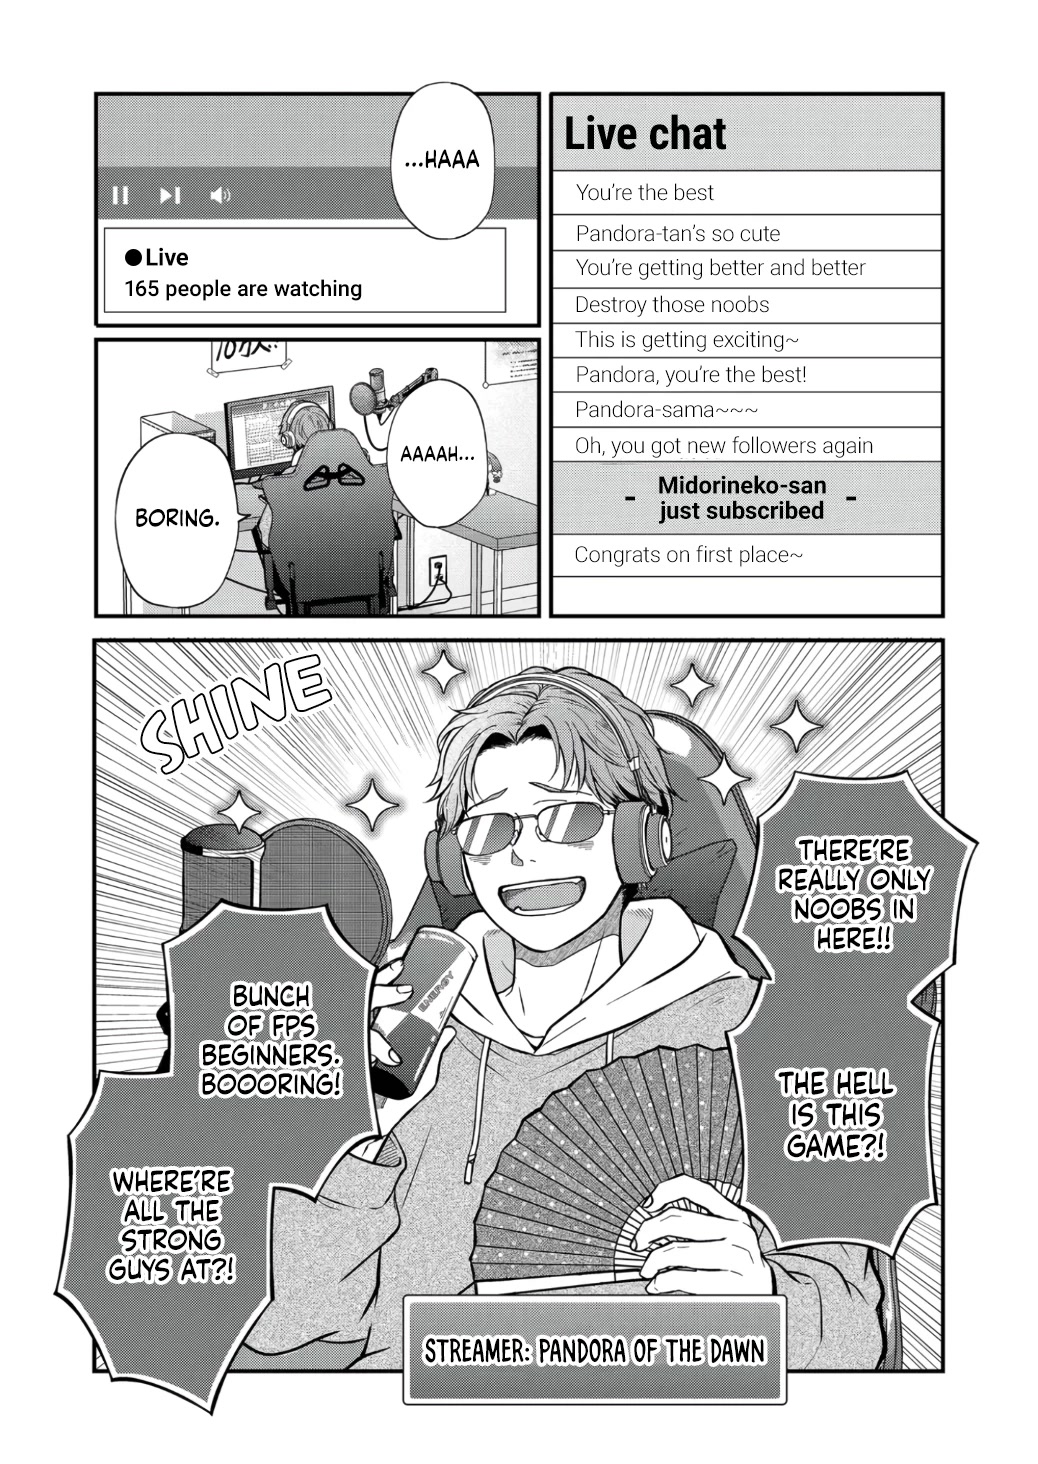 Live chat
You're the best
Pandora-tan's so cute
You're getting better and better
Destroy those noobs
This is getting exciting~
Pandora, you're the best!
Pandora-sama~~~
Oh, you got new followers again
- Midorineko-san -
just subscribed
Congrats on first place~
...HAAA
●Live
165 people are watching
AAAAH...
BORING.
SHINE
THERE'RE
REALLY ONLY
NOOBS IN
HERE!!
THE HELL
IS THIS
GAME?!
ENERGY
BUNCH
OF FPS
BEGINNERS.
BOOORING!
WHERE'RE
ALL THE
STRONG
GUYS AT?!
STREAMER: PANDORA OF THE DAWN